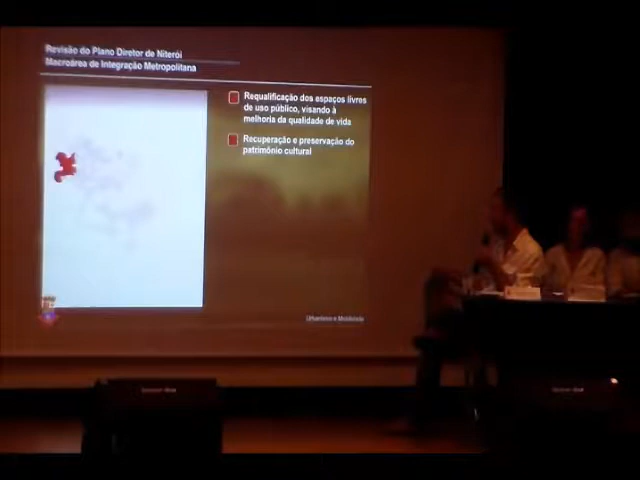 Revisão do Plano Diretor de Niterói
Macroárea de Integração Metropolitana
Requalificação dos espaços livres
de uso público, visando à
melhoria da qualidade de vida
Recuperação e preservação do
patrimônio cultural
Urbanismo e Mobilidade